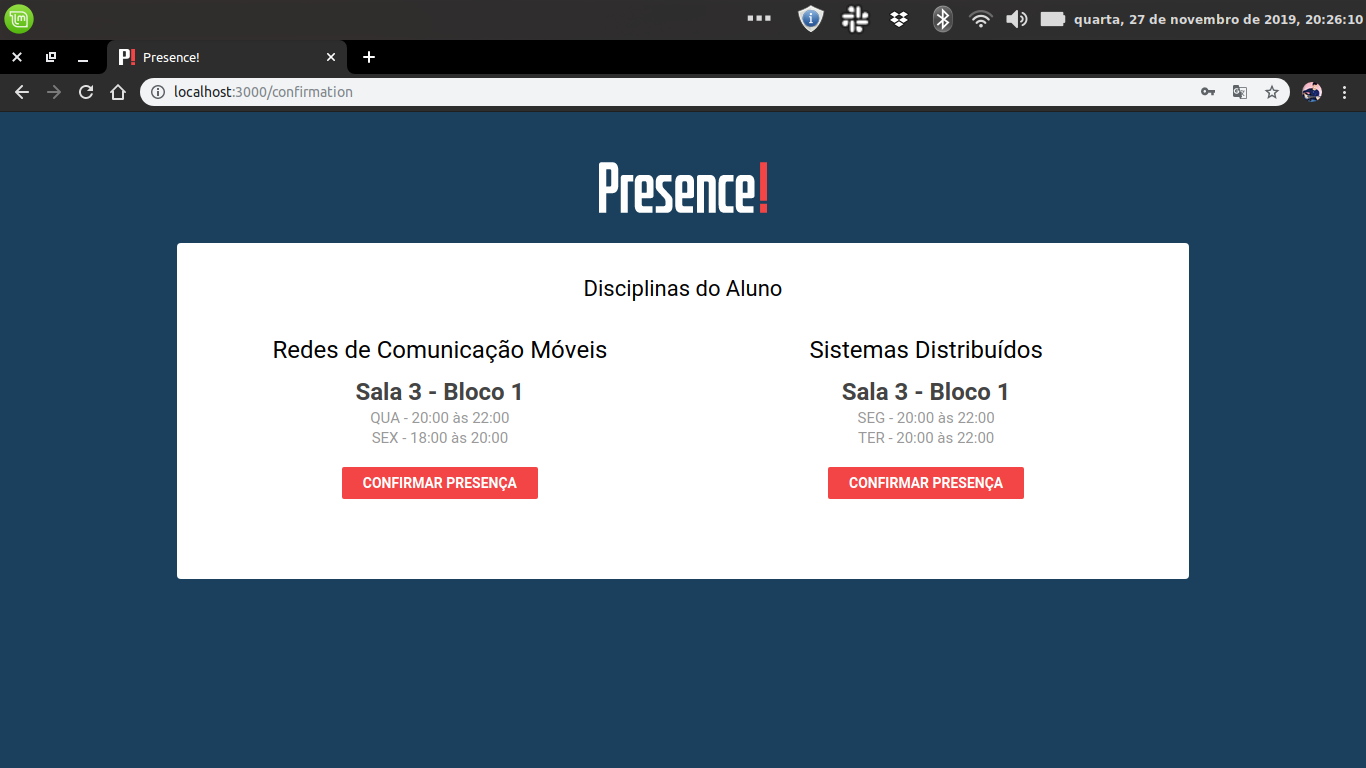 quarta, 27 de novembro de 2019, 20:26:10
P! Presence!
localhost:3000/confirmation
Presence!
Disciplinas do Aluno
Redes de Comunicação Móveis
Sala 3 - Bloco 1
QUA - 20:00 às 22:00
SEX - 18:00 às 20:00
CONFIRMAR PRESENÇA
Sistemas Distribuídos
Sala 3 - Bloco 1
SEG - 20:00 às 22:00
TER - 20:00 às 22:00
CONFIRMAR PRESENÇA